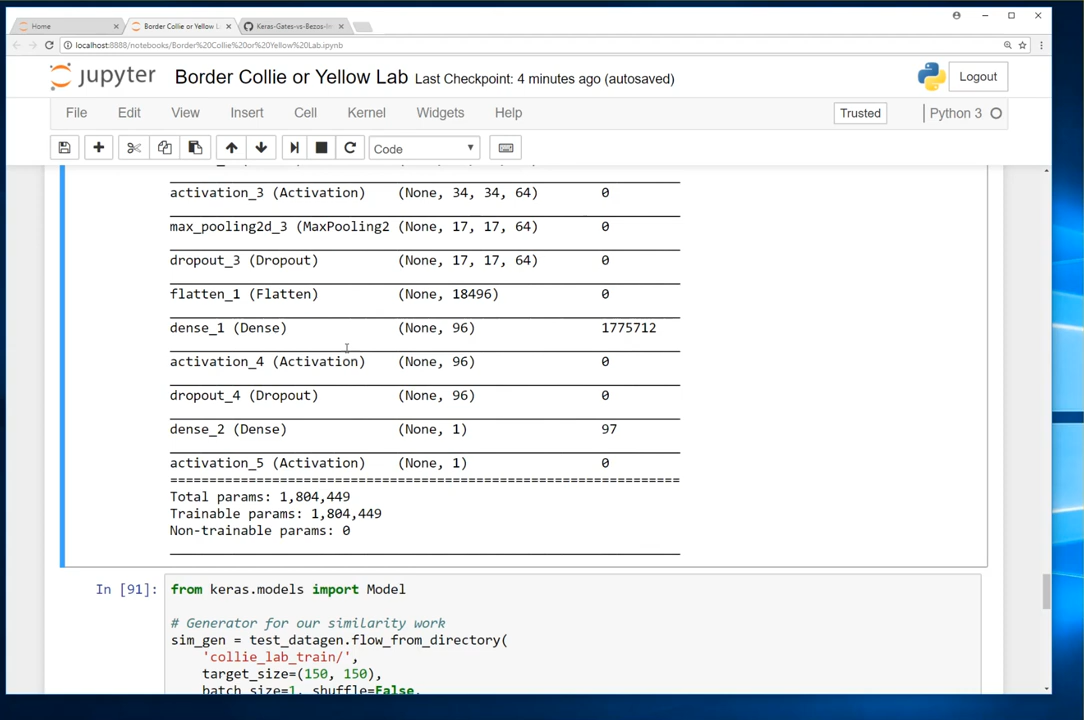 Home
Border Collie or Yellow L
Keras-Gates-vs-Bezos-In
localhost:8888/notebooks/Border%20Collie%20or%20Yellow%20Lab.ipynb
jupyter Border Collie or Yellow Lab Last Checkpoint: 4 minutes ago (autosaved) Logout
File Edit View Insert Cell Kernel Widgets Help Trusted Python 3
Code
activation_3 (Activation) (None, 34, 34, 64) 0
max_pooling2d_3 (MaxPooling2 (None, 17, 17, 64) 0
dropout_3 (Dropout) (None, 17, 17, 64) 0
flatten_1 (Flatten) (None, 18496) 0
dense_1 (Dense) (None, 96) 1775712
activation_4 (Activation) (None, 96) 0
dropout_4 (Dropout) (None, 96) 0
dense_2 (Dense) (None, 1) 97
activation_5 (Activation) (None, 1) 0
=================================================================
Total params: 1,804,449
Trainable params: 1,804,449
Non-trainable params: 0
In [91]: from keras.models import Model
# Generator for our similarity work
sim_gen = test_datagen.flow_from_directory(
'collie_lab_train/',
target_size=(150, 150),
batch_size=1, shuffle=False,